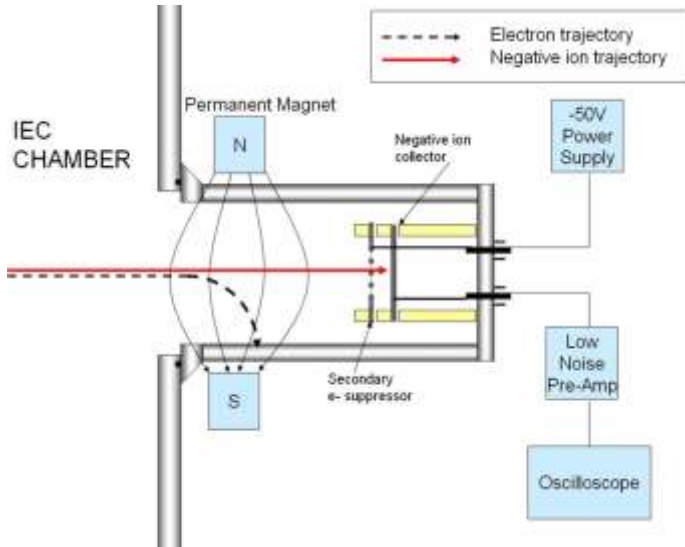 Electron trajectory
Negative ion trajectory
Permanent Magnet
IEC
CHAMBER
N
Negative ion
collector
-50V
Power
Supply
Secondary
e- suppressor
S
Low
Noise
Pre-Amp
Oscilloscope